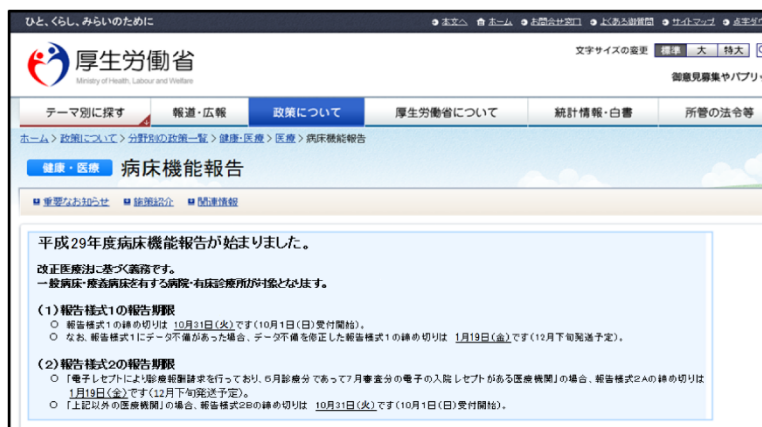 ひと、くらし、みらいのために
本文へ ホーム お問合せ窓口 よくある御質問 サイトマップ 点字ダウ
厚生労働省
Ministry of Health, Labour and Welfare
文字サイズの変更 標準 大 特大
御意見募集やパブリッ
テーマ別に探す 報道・広報 政策について 厚生労働省について 統計情報・白書 所管の法令等
ホーム > 政策について > 分野別の政策一覧 > 健康・医療 > 医療 > 病床機能報告
健康・医療 病床機能報告
重要なお知らせ 施策紹介 関連情報
平成29年度病床機能報告が始まりました。
改正医療法に基づく義務です。
一般病床・療養病床を有する病院・有床診療所が対象となります。
(1)報告様式1の報告期限
○ 報告様式1の締め切りは 10月31日(火)です(10月1日(日)受付開始)。
○ なお、報告様式1にデータ不備があった場合、データ不備を修正した報告様式1の締め切りは 1月19日(金)です(12月下旬発送予定)。
(2)報告様式2の報告期限
○ 「電子レセプトにより診療報酬請求を行っており、6月診療分であって7月審査分の電子の入院レセプトがある医療機関」の場合、報告様式2Aの締め切りは
1月19日(金)です(12月下旬発送予定)。
○ 「上記以外の医療機関」の場合、報告様式2Bの締め切りは 10月31日(火)です(10月1日(日)受付開始)。